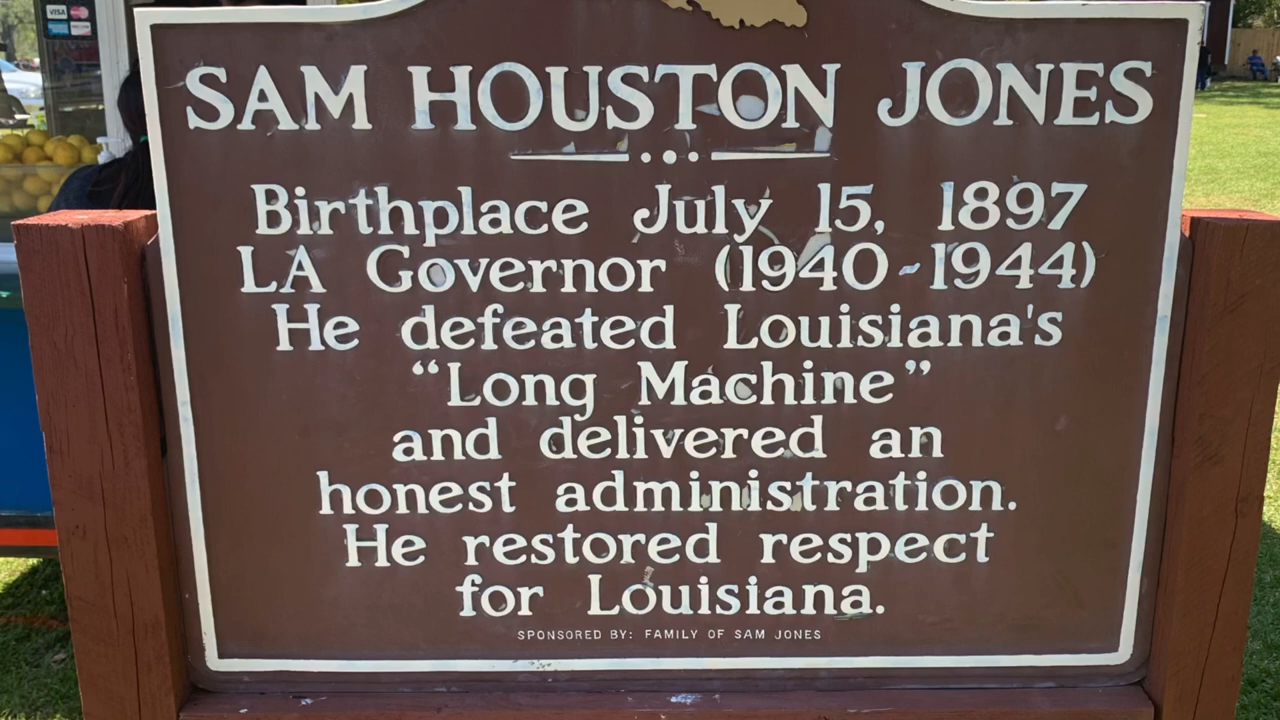 VISA
SAM HOUSTON JONES
Birthplace July 15, 1897
LA Governor (1940-1944)
He defeated Louisiana's
“Long Machine”
and delivered an
honest administration.
He restored respect
for Louisiana.
SPONSORED BY: FAMILY OF SAM JONES